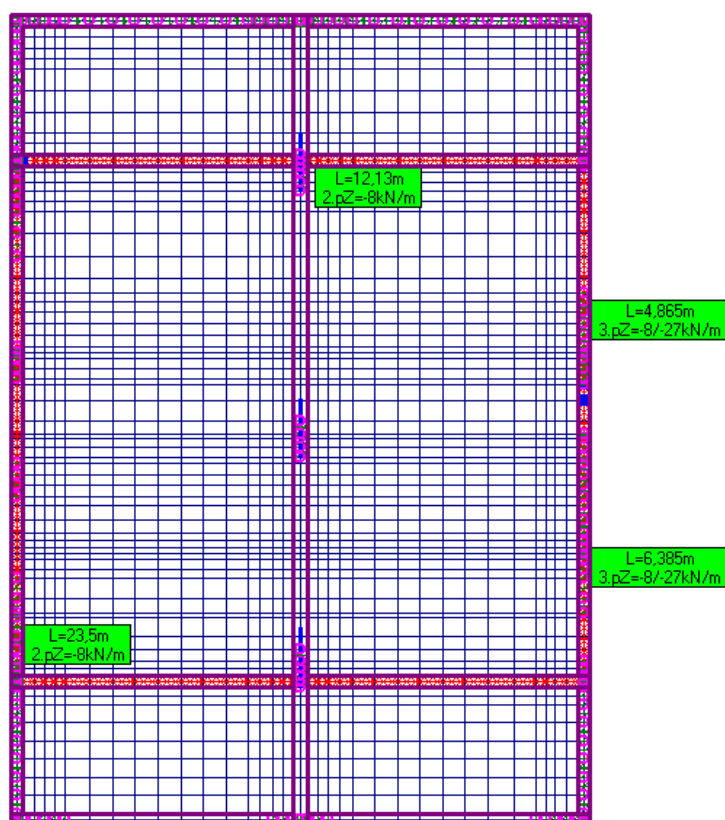 L=12,13m
2.pZ=-8kN/m
L=4,865m
3.pZ=-8/-27kN/m
L=6,385m
3.pZ=-8/-27kN/m
L=23,5m
2.pZ=-8kN/m